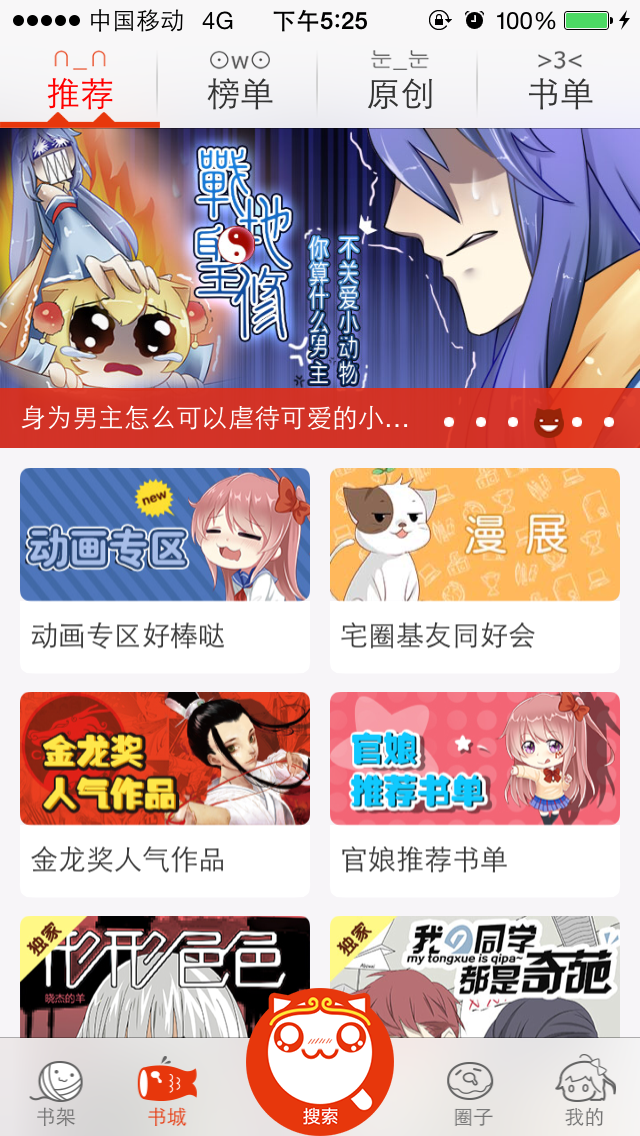 中国移动 4G 下午5:25 100%
∩_∩ ⊙w⊙ 눈_눈 >3<
推荐 榜单 原创 书单
戰地聖修
不关爱小动物
你算什么男主
身为男主怎么可以虐待可爱的小...
new
动画专区
漫展
动画专区好棒哒
宅圈基友同好会
金龙奖
人气作品
官娘
推荐书单
金龙奖人气作品
官娘推荐书单
独家
形形色色
晓杰的羊
独家
我の同学
my tongxue is qipa~
都是奇葩
书架 书城 搜索 圈子 我的